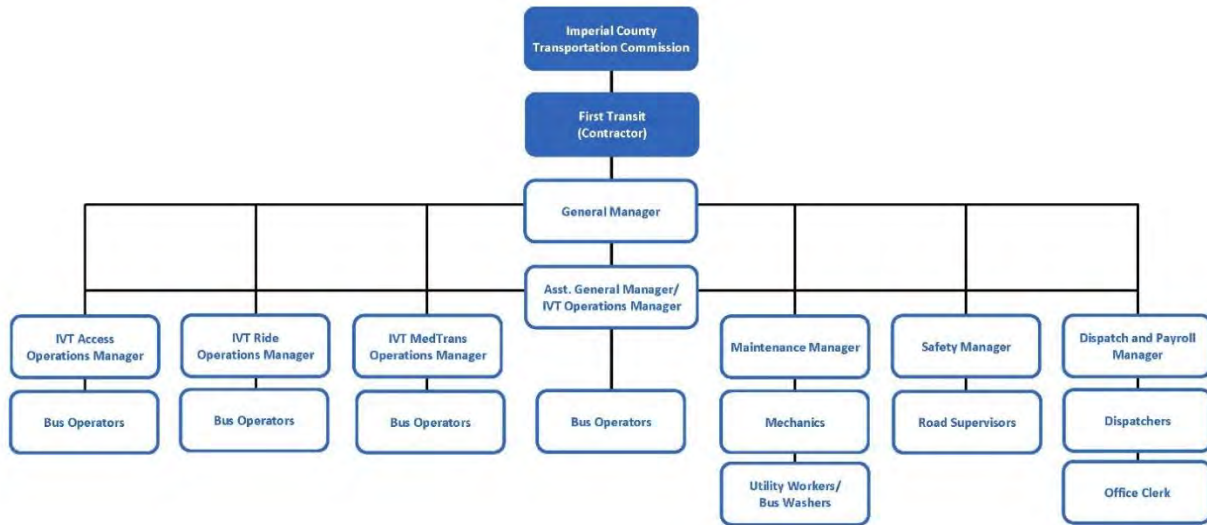 Imperial County
Transportation Commission
First Transit
(Contractor)
General Manager
Asst. General Manager/
IVT Operations Manager
IVT Access
Operations Manager
IVT Ride
Operations Manager
IVT MedTrans
Operations Manager
Maintenance Manager
Safety Manager
Dispatch and Payroll
Manager
Bus Operators
Bus Operators
Bus Operators
Bus Operators
Mechanics
Road Supervisors
Dispatchers
Utility Workers/
Bus Washers
Office Clerk